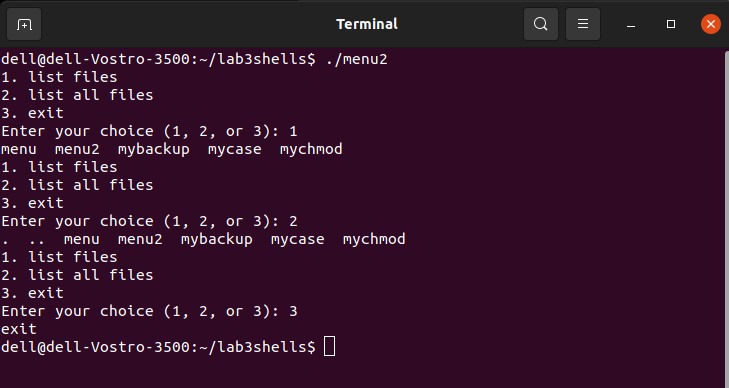 Terminal
dell@dell-Vostro-3500:~/lab3shells$ ./menu2
1. list files
2. list all files
3. exit
Enter your choice (1, 2, or 3): 1
menu  menu2  mybackup  mycase  mychmod
1. list files
2. list all files
3. exit
Enter your choice (1, 2, or 3): 2
.  ..  menu  menu2  mybackup  mycase  mychmod
1. list files
2. list all files
3. exit
Enter your choice (1, 2, or 3): 3
exit
dell@dell-Vostro-3500:~/lab3shells$